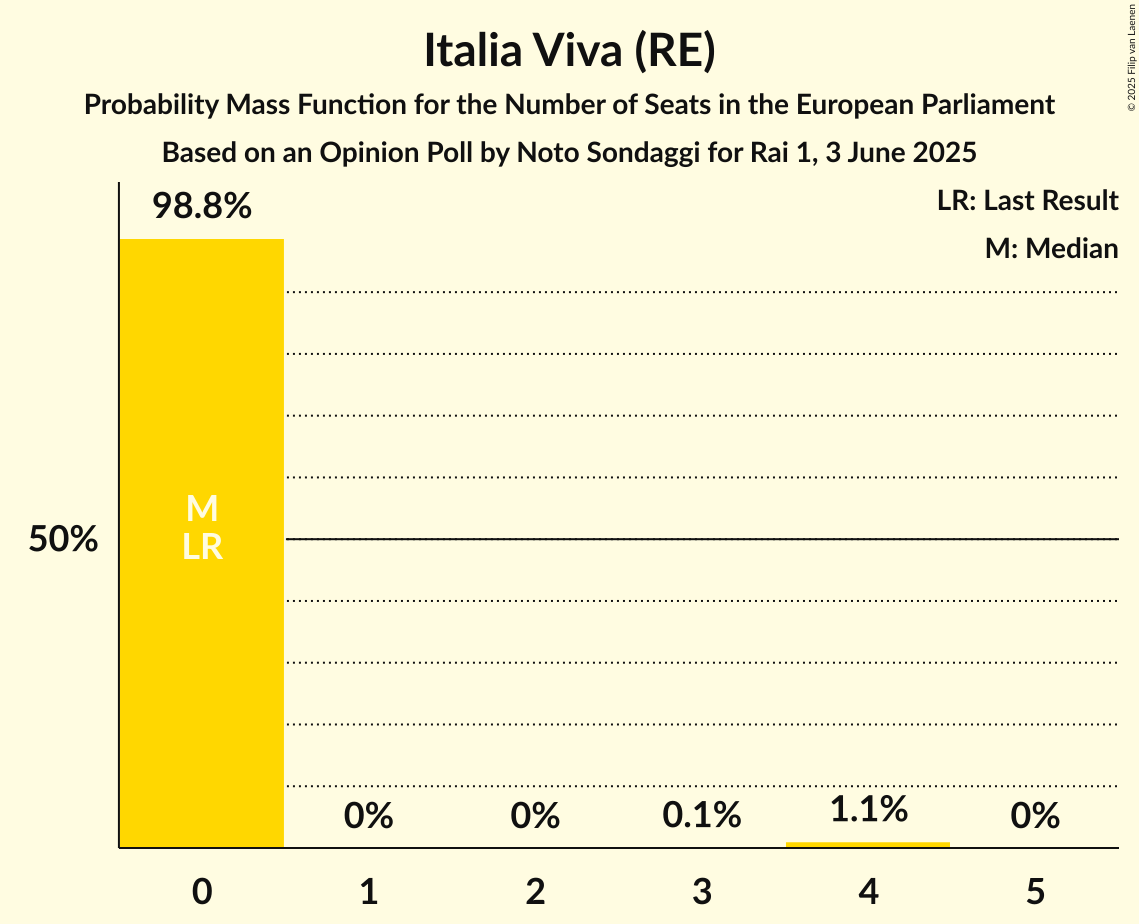 Italia Viva (RE)
Probability Mass Function for the Number of Seats in the European Parliament
Based on an Opinion Poll by Noto Sondaggi for Rai 1, 3 June 2025
© 2025 Filip van Laenen
LR: Last Result
M: Median
98.8%
M
LR
50%
0%
0%
0.1%
1.1%
0%
0
1
2
3
4
5